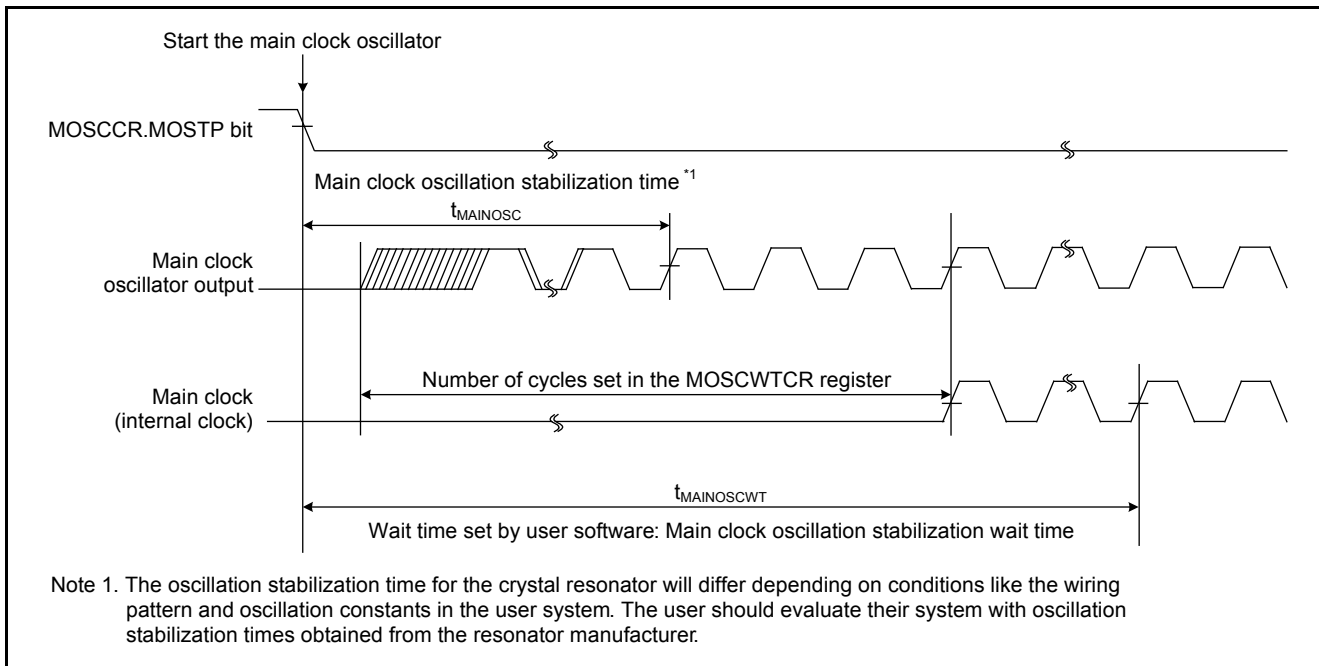 Start the main clock oscillator
MOSCCR.MOSTP bit
Main clock oscillation stabilization time *1
tMAINOSC
Main clock
oscillator output
Number of cycles set in the MOSCWTCR register
Main clock
(internal clock)
tMAINOSCWT
Wait time set by user software: Main clock oscillation stabilization wait time
Note 1. The oscillation stabilization time for the crystal resonator will differ depending on conditions like the wiring
pattern and oscillation constants in the user system. The user should evaluate their system with oscillation
stabilization times obtained from the resonator manufacturer.